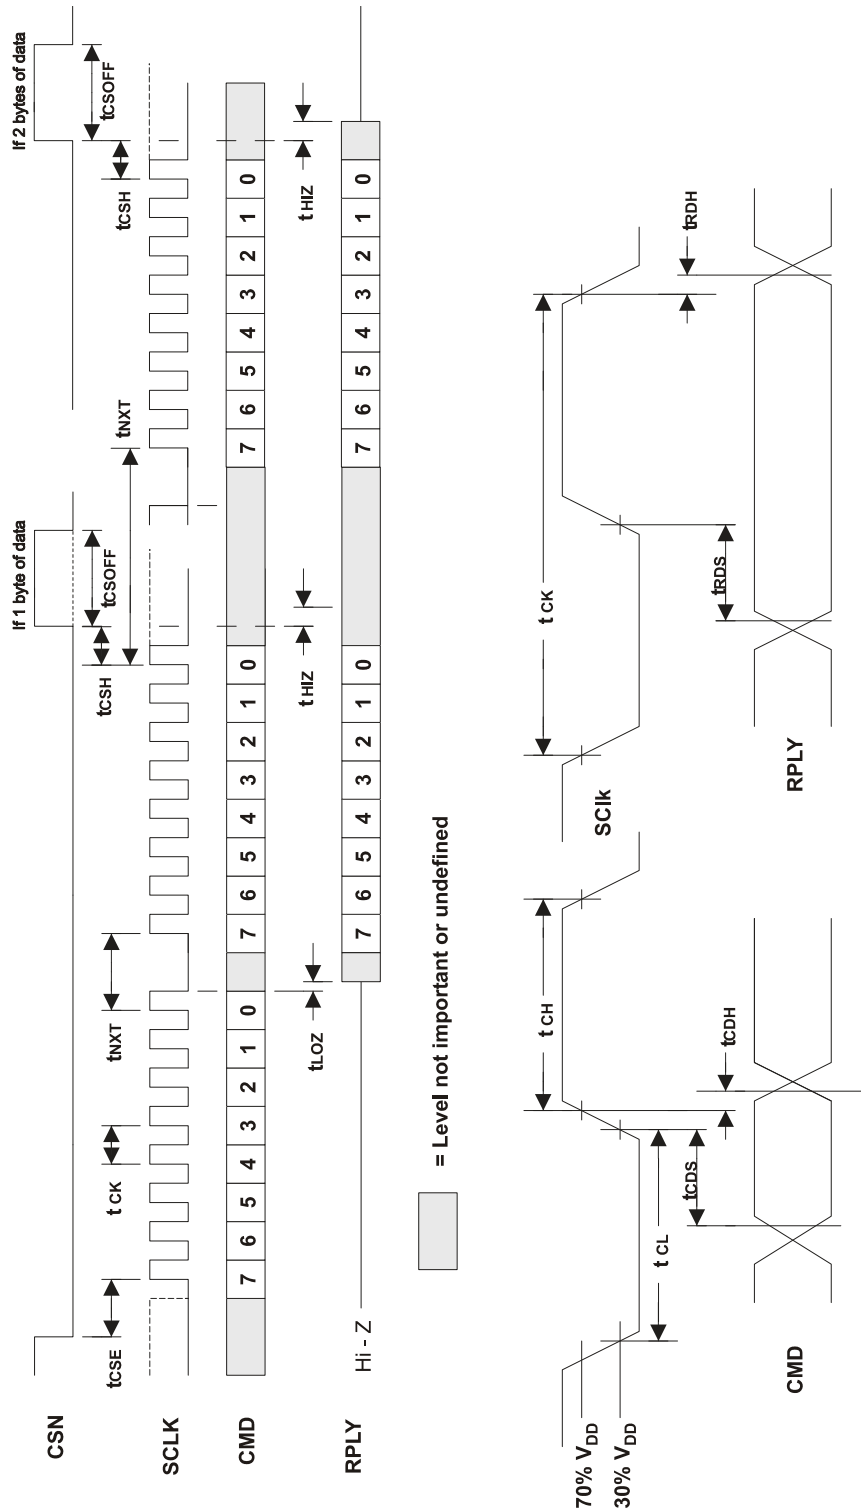 If 1 byte of data
If 2 bytes of data
CSN
tCSE
tCK
tNXT
tCSH
tCSOFF
tNXT
tCSH
tCSOFF
SCLK
CMD
7 6 5 4 3 2 1 0
7 6 5 4 3 2 1 0
7 6 5 4 3 2 1 0
tLOZ
tHIZ
tHIZ
RPLY
Hi - Z
7 6 5 4 3 2 1 0
7 6 5 4 3 2 1 0
= Level not important or undefined
70% VDD
30% VDD
tCH
tCL
tCDS
tCDH
CMD
SClk
tCK
tRDS
tRDH
RPLY